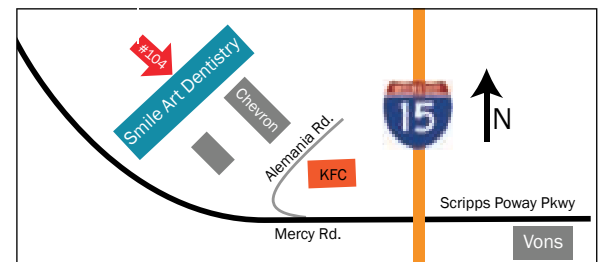 #104
Smile Art Dentistry
Chevron
Alemania Rd.
KFC
15
N
Scripps Poway Pkwy
Mercy Rd.
Vons